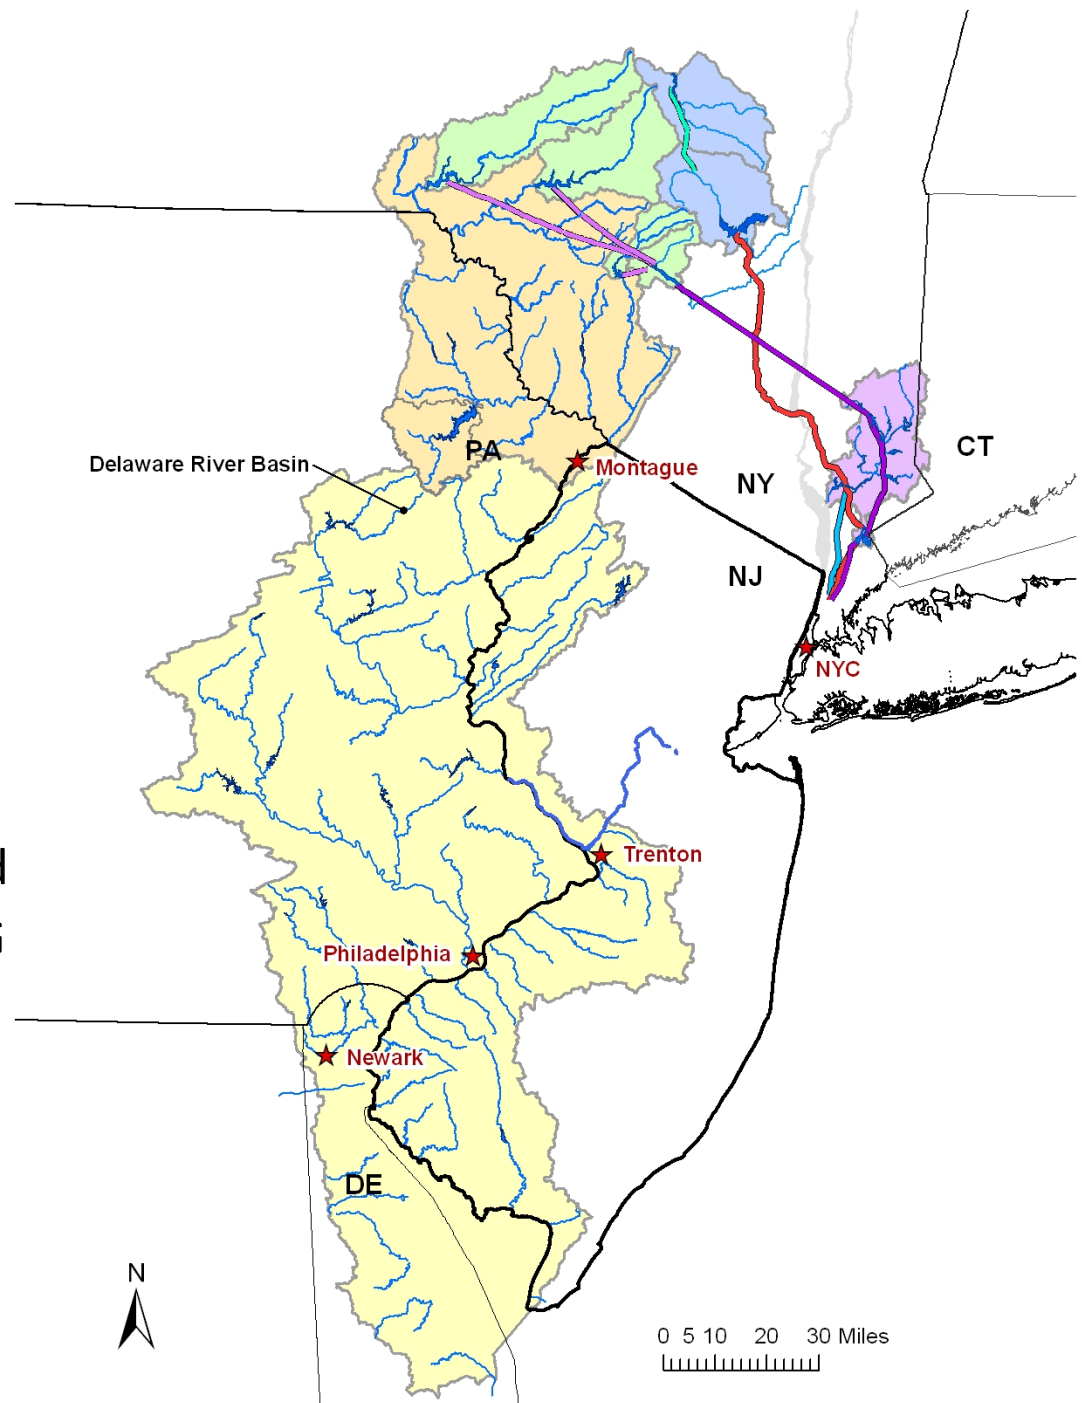 PA
Delaware River Basin
Montague
NY
CT
NJ
NYC
Trenton
Philadelphia
Newark
DE
N
0 5 10 20 30 Miles